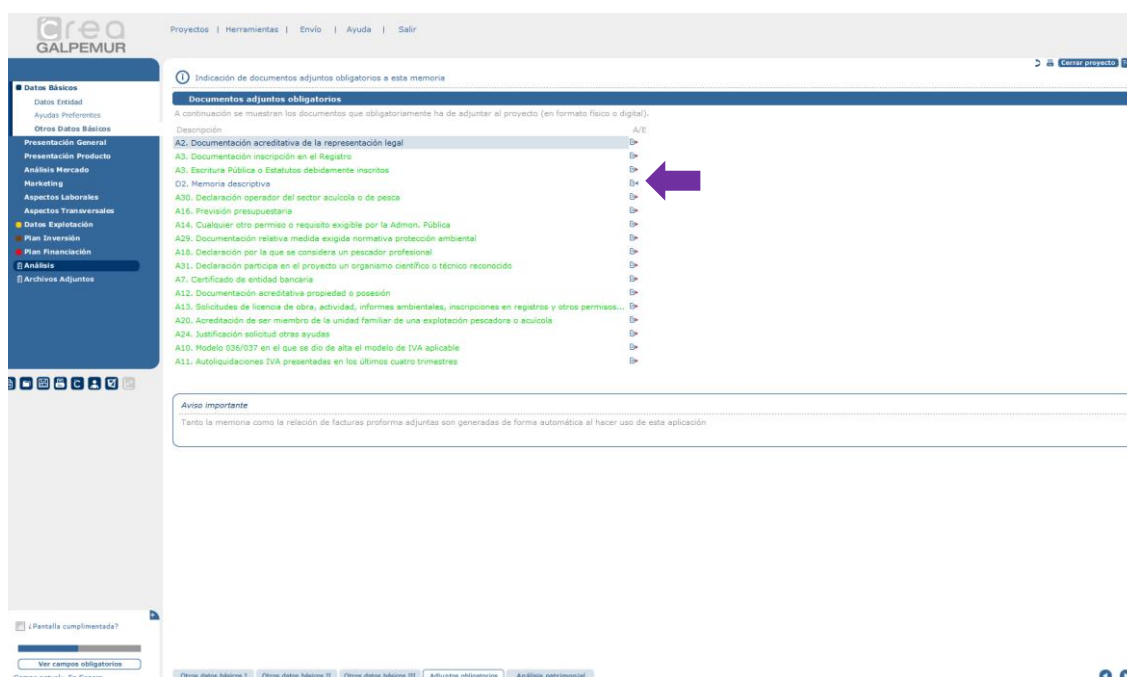 crea
GALPEMUR
Proyectos | Herramientas | Envío | Ayuda | Salir
Cerrar proyecto
Indicación de documentos adjuntos obligatorios a esta memoria
Datos Básicos
Datos Entidad
Ayudas Preferentes
Otros Datos Básicos
Presentación General
Presentación Producto
Análisis Mercado
Marketing
Aspectos Laborales
Aspectos Transversales
Datos Explotación
Plan Inversión
Plan Financiación
Análisis
Archivos Adjuntos
Documentos adjuntos obligatorios
A continuación se muestran los documentos que obligatoriamente ha de adjuntar al proyecto (en formato físico o digital).
Descripción A/E
A2. Documentación acreditativa de la representación legal
A3. Documentación inscripción en el Registro
A3. Escritura Pública o Estatutos debidamente inscritos
D2. Memoria descriptiva
A30. Declaración operador del sector acuícola o de pesca
A16. Previsión presupuestaria
A14. Cualquier otro permiso o requisito exigible por la Admon. Pública
A29. Documentación relativa medida exigida normativa protección ambiental
A18. Declaración por la que se considera un pescador profesional
A31. Declaración participa en el proyecto un organismo científico o técnico reconocido
A7. Certificado de entidad bancaria
A12. Documentación acreditativa propiedad o posesión
A13. Solicitudes de licencia de obra, actividad, informes ambientales, inscripciones en registros y otros permisos...
A20. Acreditación de ser miembro de la unidad familiar de una explotación pescadora o acuícola
A24. Justificación solicitud otras ayudas
A10. Modelo 036/037 en el que se dio de alta el modelo de IVA aplicable
A11. Autoliquidaciones IVA presentadas en los últimos cuatro trimestres
Aviso importante
Tanto la memoria como la relación de facturas proforma adjuntas son generadas de forma automática al hacer uso de esta aplicación
¿Pantalla cumplimentada?
Ver campos obligatorios
Otros datos básicos I Otros datos básicos II Otros datos básicos III Adjuntos obligatorios Análisis patrimonial